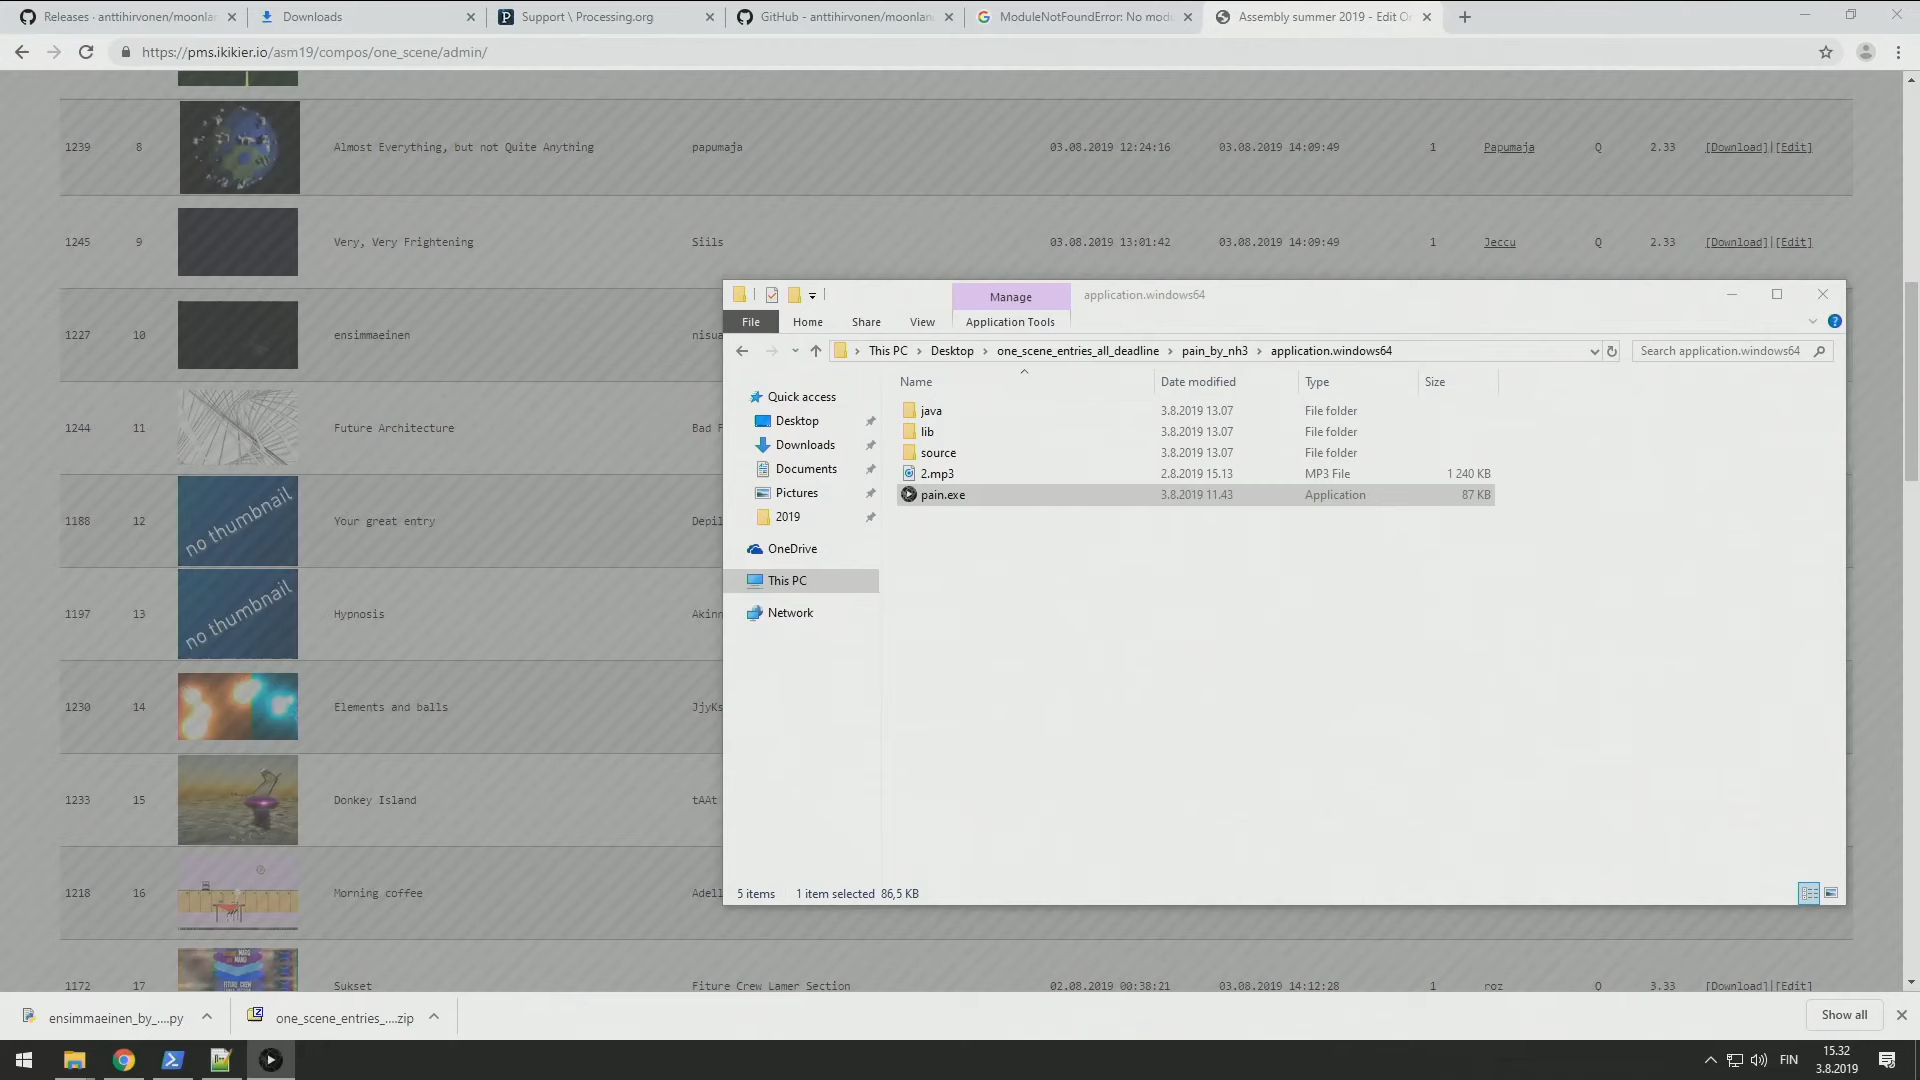 Releases · anttihirvonen/moonlan
Downloads
Support \ Processing.org
GitHub - anttihirvonen/moonlan
ModuleNotFoundError: No modu
Assembly summer 2019 - Edit O
https://pms.ikikier.io/asm19/compos/one_scene/admin/
1239 8 Almost Everything, but not Quite Anything papumaja 03.08.2019 12:24:16 03.08.2019 14:09:49 1 Papumaja Q 2.33 [Download]|[Edit]
1245 9 Very, Very Frightening Siils 03.08.2019 13:01:42 03.08.2019 14:09:49 1 Jeccu Q 2.33 [Download]|[Edit]
1227 10 ensimmaeinen nisua
1244 11 Future Architecture Bad F
1188 12 no thumbnail Your great entry Depil
1197 13 no thumbnail Hypnosis Akinn
1230 14 Elements and balls JjyKs
1233 15 Donkey Island tAAt
1218 16 Morning coffee Adell
1172 17 Sukset Fiture Crew Lamer Section 02.08.2019 00:38:21 03.08.2019 14:12:28 1 roz Q 3.33 [Download]|[Edit]
Manage application.windows64
File Home Share View Application Tools
This PC Desktop one_scene_entries_all_deadline pain_by_nh3 application.windows64
Search application.windows64
Name Date modified Type Size
Quick access
Desktop
Downloads
Documents
Pictures
2019
OneDrive
This PC
Network
java 3.8.2019 13.07 File folder
lib 3.8.2019 13.07 File folder
source 3.8.2019 13.07 File folder
2.mp3 2.8.2019 15.13 MP3 File 1 240 KB
pain.exe 3.8.2019 11.43 Application 87 KB
5 items 1 item selected 86,5 KB
ensimmaeinen_by_....py
one_scene_entries_....zip
Show all
FIN
15.32
3.8.2019